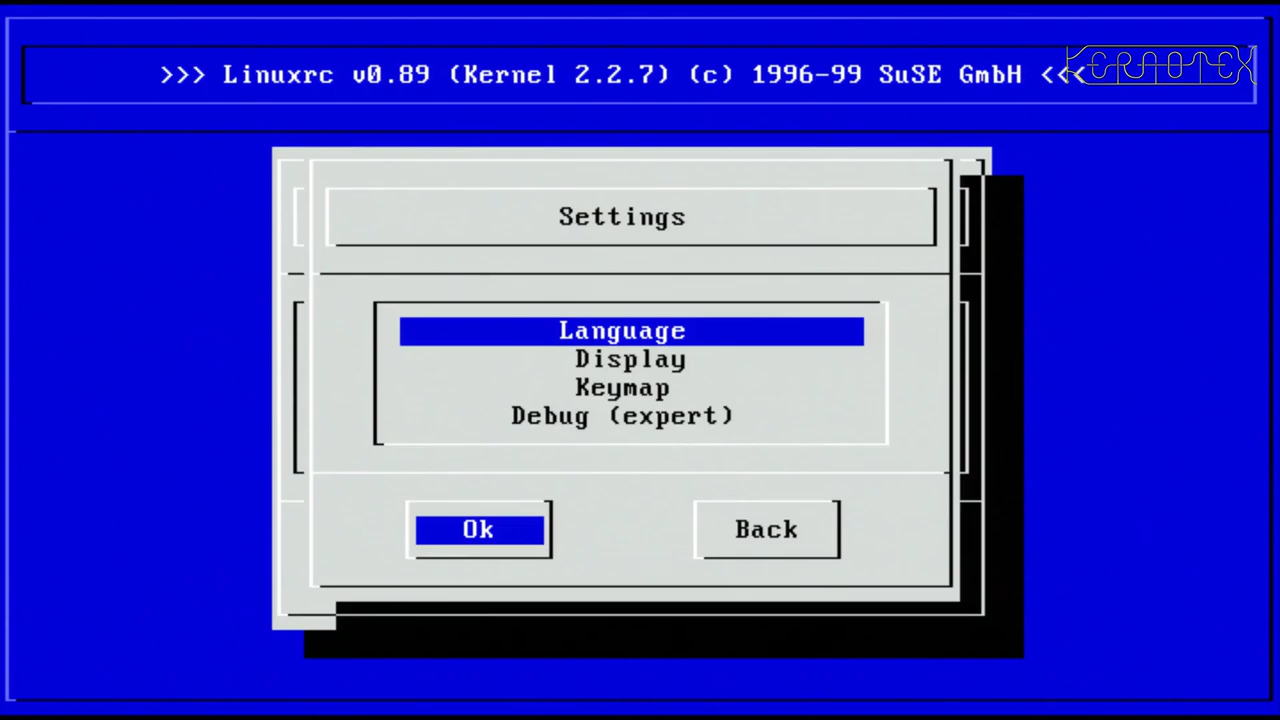 >>> Linuxrc v0.89 (Kernel 2.2.7) (c) 1996-99 SuSE GmbH <<<
KERNOTEX
Settings
Language
Display
Keymap
Debug (expert)
Ok
Back